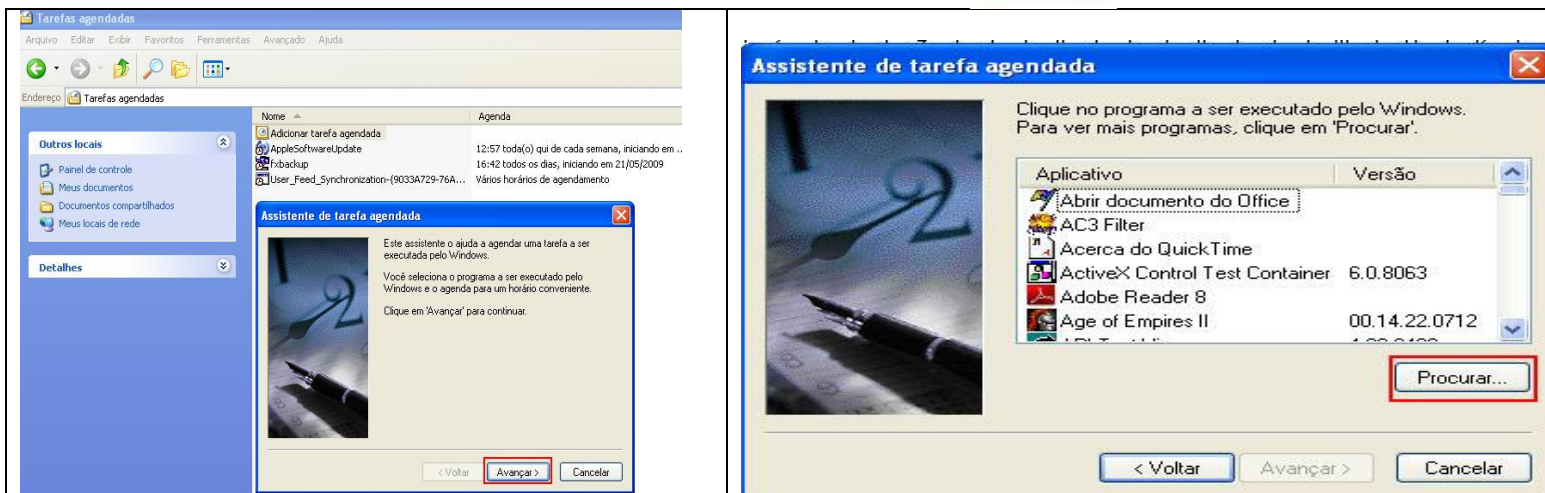 Tarefas agendadas
Arquivo Editar Exibir Favoritos Ferramentas Avançado Ajuda
Endereço Tarefas agendadas
Nome Agenda
Adicionar tarefa agendada
AppleSoftwareUpdate 12:57 toda(o) qui de cada semana, iniciando em ..
fxbackup 16:42 todos os dias, iniciando em 21/05/2009
User_Feed_Synchronization-{9033A729-76A... Vários horários de agendamento
Outros locais
Painel de controle
Meus documentos
Documentos compartilhados
Meus locais de rede
Detalhes
Assistente de tarefa agendada
Este assistente o ajuda a agendar uma tarefa a ser
executada pelo Windows.
Você seleciona o programa a ser executado pelo
Windows e o agenda para um horário conveniente.
Clique em 'Avançar' para continuar.
< Voltar Avançar > Cancelar
Assistente de tarefa agendada
Clique no programa a ser executado pelo Windows.
Para ver mais programas, clique em 'Procurar'.
Aplicativo Versão
Abrir documento do Office
AC3 Filter
Acerca do QuickTime
ActiveX Control Test Container 6.0.8063
Adobe Reader 8
Age of Empires II 00.14.22.0712
Procurar...
< Voltar Avançar > Cancelar